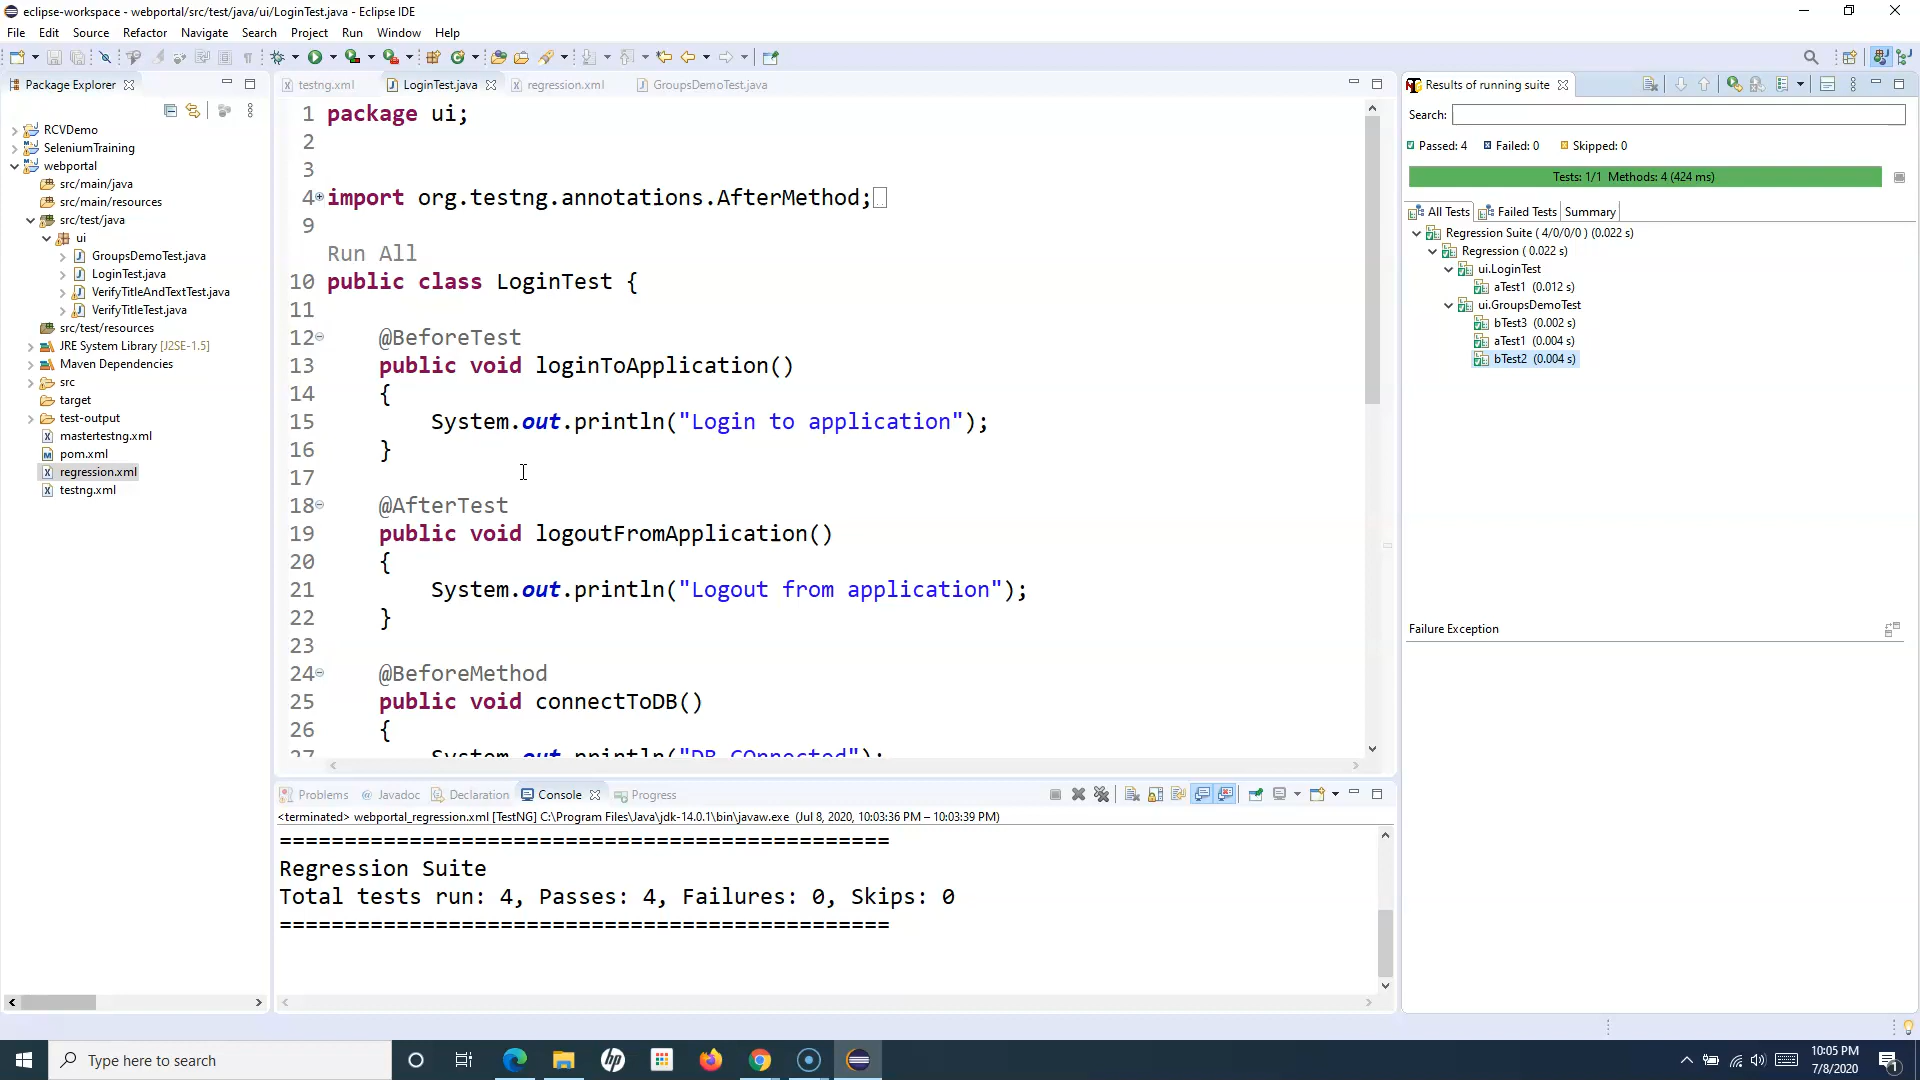 eclipse-workspace - webportal/src/test/java/ui/LoginTest.java - Eclipse IDE
File Edit Source Refactor Navigate Search Project Run Window Help
Package Explorer
RCVDemo
SeleniumTraining
webportal
src/main/java
src/main/resources
src/test/java
ui
GroupsDemoTest.java
LoginTest.java
VerifyTitleAndTextTest.java
VerifyTitleTest.java
src/test/resources
JRE System Library [J2SE-1.5]
Maven Dependencies
src
target
test-output
mastertestng.xml
pom.xml
regression.xml
testng.xml
testng.xml LoginTest.java regression.xml GroupsDemoTest.java
1 package ui;
2
3
4 import org.testng.annotations.AfterMethod;
9
Run All
10 public class LoginTest {
11
12 @BeforeTest
13 public void loginToApplication()
14 {
15 System.out.println("Login to application");
16 }
17
18 @AfterTest
19 public void logoutFromApplication()
20 {
21 System.out.println("Logout from application");
22 }
23
24 @BeforeMethod
25 public void connectToDB()
26 {
27 System.out.println("DB COnnected");
Problems Javadoc Declaration Console Progress
<terminated> webportal_regression.xml [TestNG] C:\Program Files\Java\jdk-14.0.1\bin\javaw.exe (Jul 8, 2020, 10:03:36 PM – 10:03:39 PM)
===============================================
Regression Suite
Total tests run: 4, Passes: 4, Failures: 0, Skips: 0
===============================================
Results of running suite
Search:
Passed: 4 Failed: 0 Skipped: 0
Tests: 1/1 Methods: 4 (424 ms)
All Tests Failed Tests Summary
Regression Suite ( 4/0/0/0 ) (0.022 s)
Regression ( 0.022 s)
ui.LoginTest
aTest1 (0.012 s)
ui.GroupsDemoTest
bTest3 (0.002 s)
aTest1 (0.004 s)
bTest2 (0.004 s)
Failure Exception
Type here to search
10:05 PM
7/8/2020